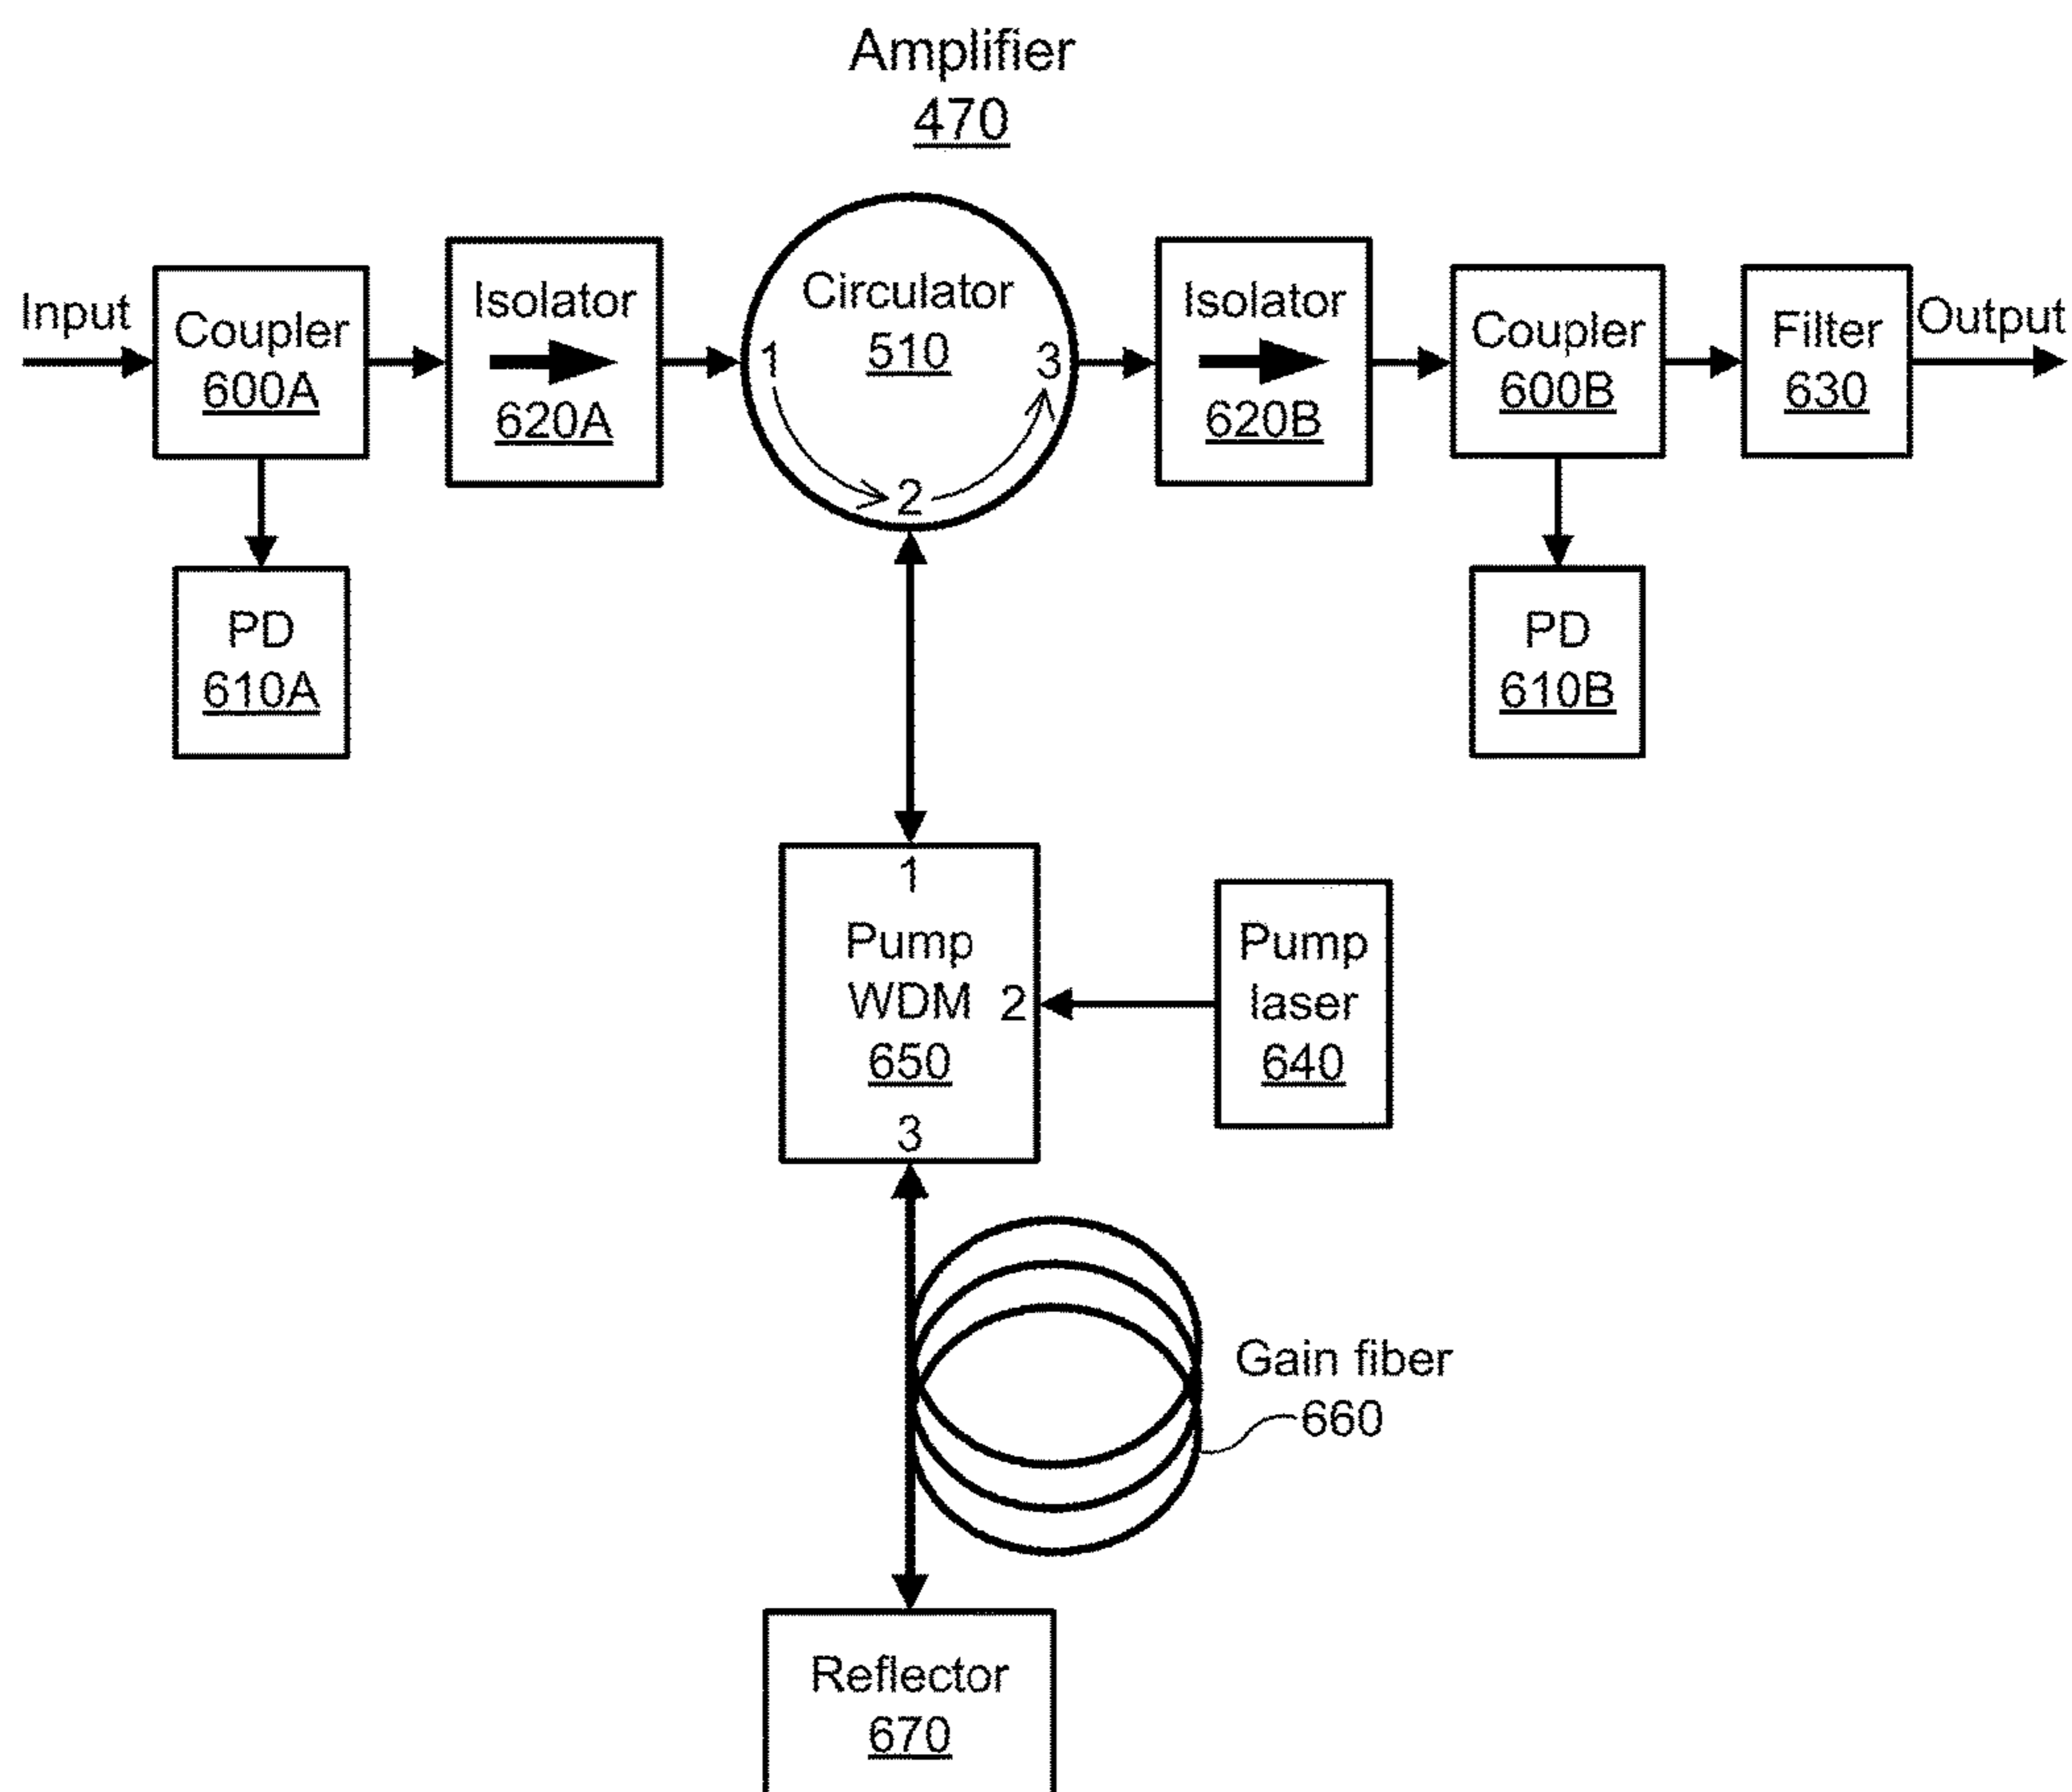 Amplifier
470
Input
Coupler
600A
Isolator
620A
Circulator
510
1
2
3
Isolator
620B
Coupler
600B
Filter
630
Output
PD
610A
PD
610B
1
Pump
WDM
650
2
3
Pump
laser
640
Gain fiber
660
Reflector
670